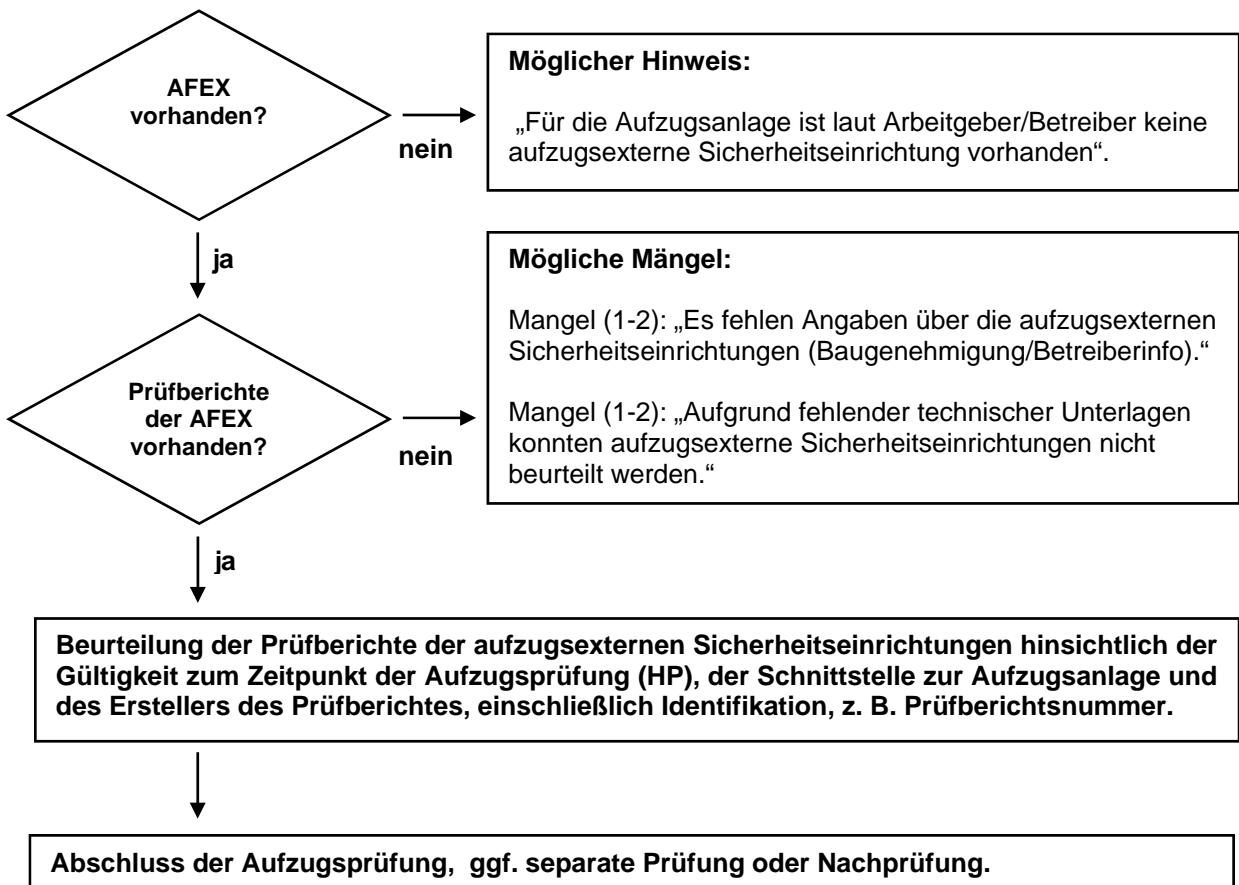 AFEX
vorhanden?
nein
Möglicher Hinweis:
„Für die Aufzugsanlage ist laut Arbeitgeber/Betreiber keine
aufzugsexterne Sicherheitseinrichtung vorhanden“.
ja
Prüfberichte
der AFEX
vorhanden?
nein
Mögliche Mängel:
Mangel (1-2): „Es fehlen Angaben über die aufzugsexternen
Sicherheitseinrichtungen (Baugenehmigung/Betreiberinfo).“
Mangel (1-2): „Aufgrund fehlender technischer Unterlagen
konnten aufzugsexterne Sicherheitseinrichtungen nicht
beurteilt werden.“
ja
Beurteilung der Prüfberichte der aufzugsexternen Sicherheitseinrichtungen hinsichtlich der
Gültigkeit zum Zeitpunkt der Aufzugsprüfung (HP), der Schnittstelle zur Aufzugsanlage und
des Erstellers des Prüfberichtes, einschließlich Identifikation, z. B. Prüfberichtsnummer.
Abschluss der Aufzugsprüfung, ggf. separate Prüfung oder Nachprüfung.